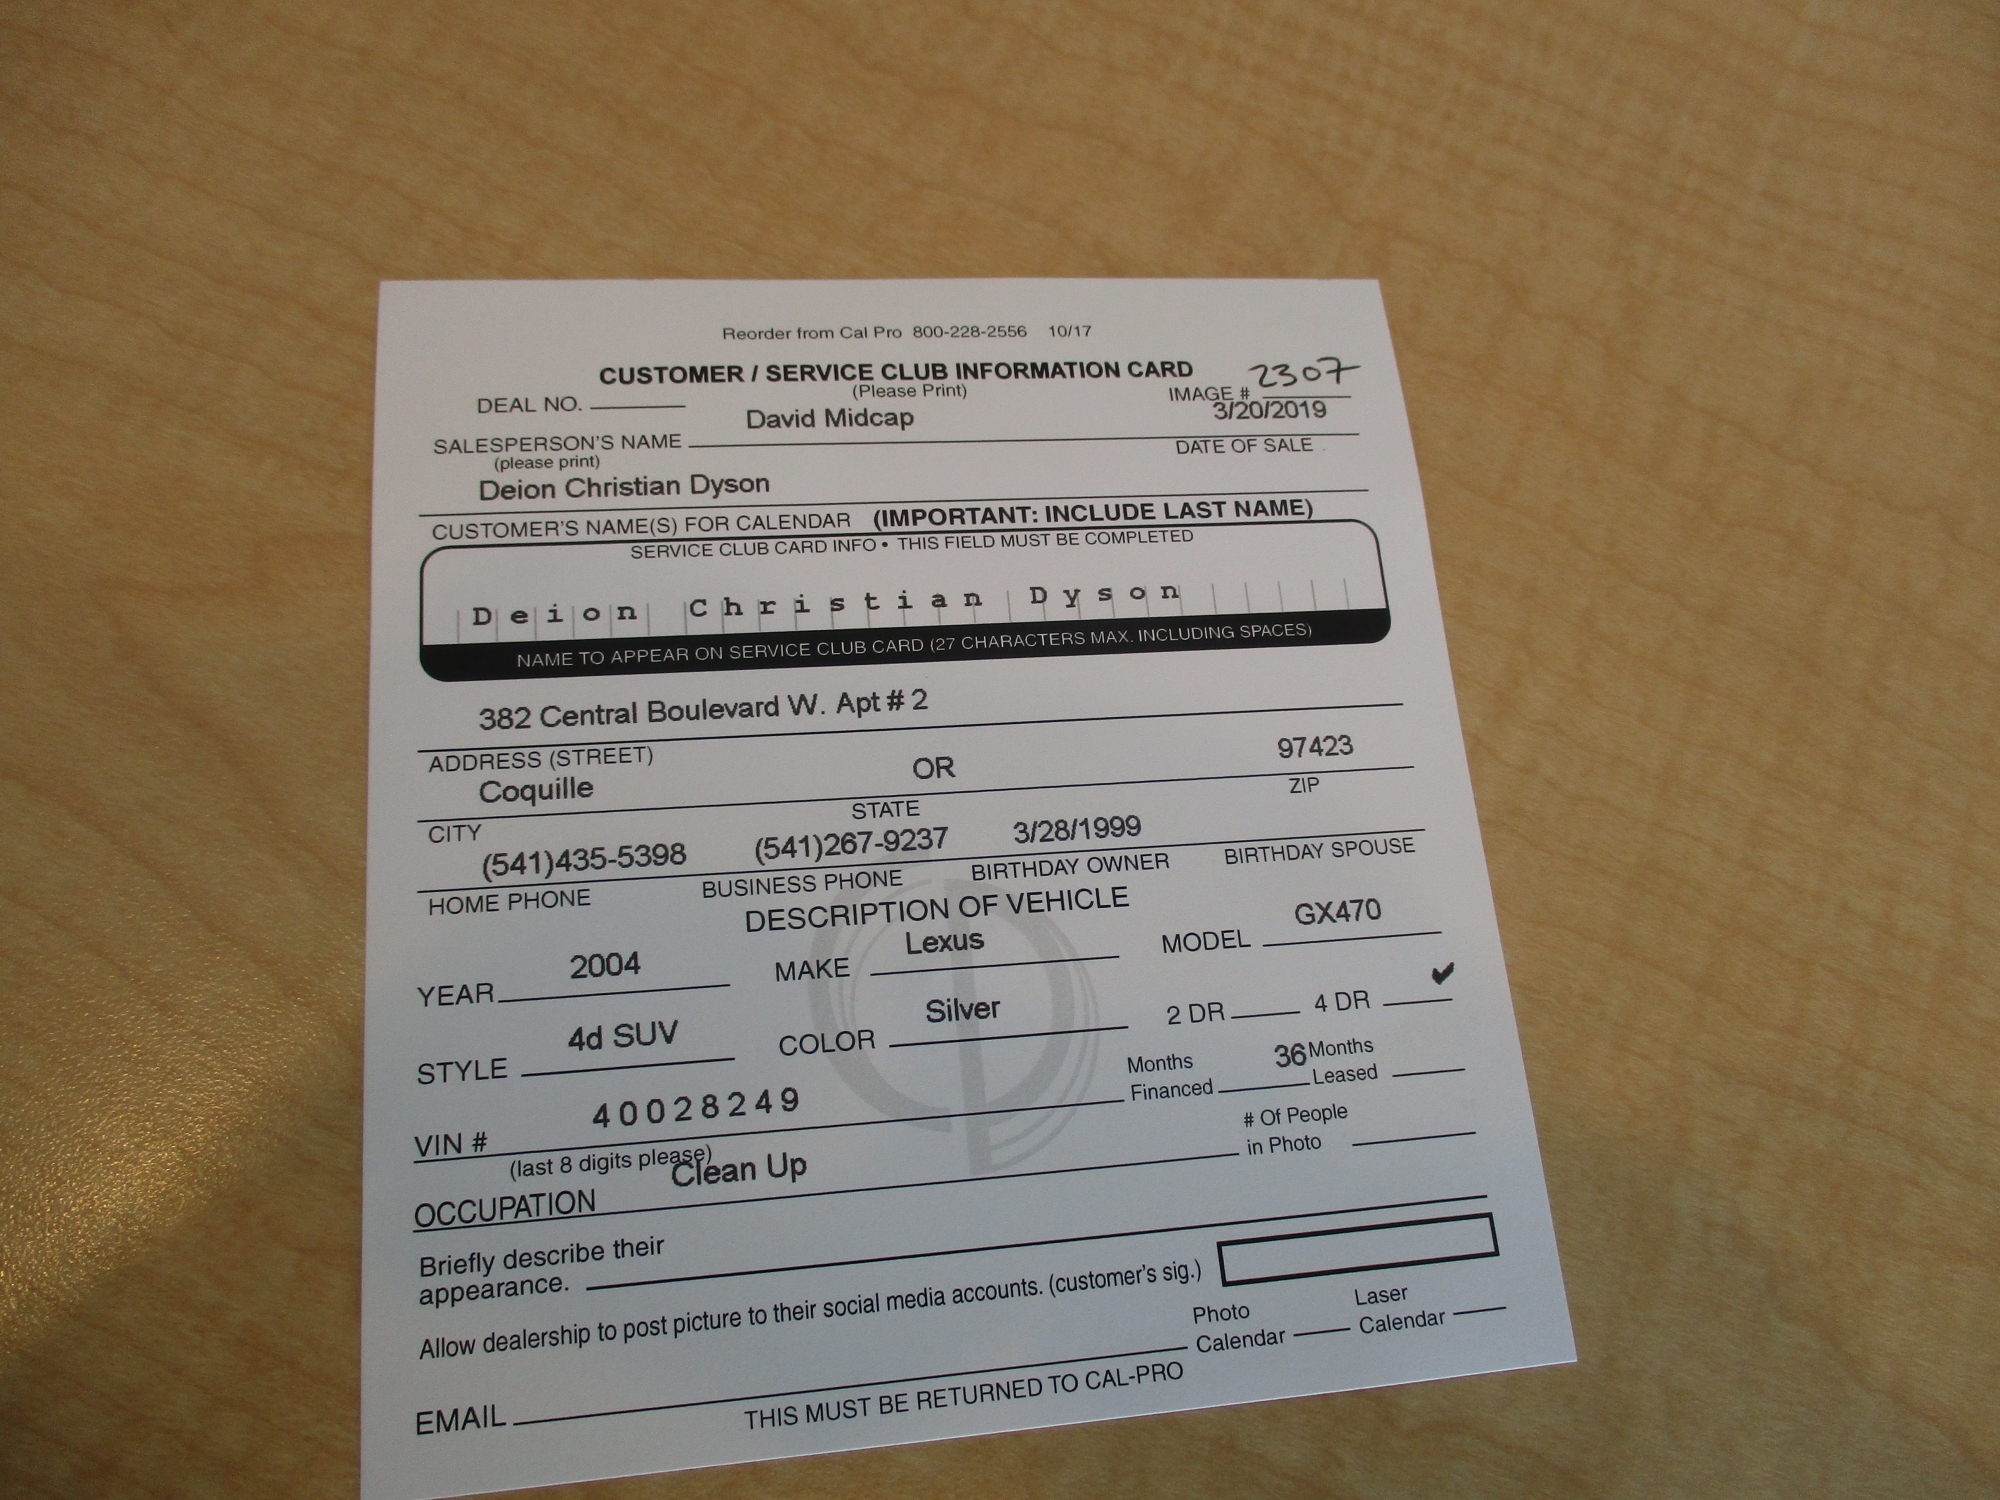 Reorder from Cal Pro 800-228-2556 10/17
CUSTOMER / SERVICE CLUB INFORMATION CARD
(Please Print)
DEAL NO.
IMAGE # 2307
David Midcap
3/20/2019
SALESPERSON'S NAME
DATE OF SALE
(please print)
Deion Christian Dyson
CUSTOMER'S NAME(S) FOR CALENDAR (IMPORTANT: INCLUDE LAST NAME)
SERVICE CLUB CARD INFO • THIS FIELD MUST BE COMPLETED
Deion Christian Dyson
NAME TO APPEAR ON SERVICE CLUB CARD (27 CHARACTERS MAX. INCLUDING SPACES)
382 Central Boulevard W. Apt # 2
ADDRESS (STREET)
Coquille OR 97423
CITY STATE ZIP
(541)435-5398 (541)267-9237 3/28/1999
HOME PHONE BUSINESS PHONE BIRTHDAY OWNER BIRTHDAY SPOUSE
DESCRIPTION OF VEHICLE
YEAR 2004 MAKE Lexus MODEL GX470
STYLE 4d SUV COLOR Silver 2 DR 4 DR ✔
VIN # 40028249 Months Financed 36 Months Leased
(last 8 digits please)
# Of People in Photo
OCCUPATION Clean Up
Briefly describe their
appearance.
Allow dealership to post picture to their social media accounts. (customer's sig.)
Photo Calendar Laser Calendar
EMAIL
THIS MUST BE RETURNED TO CAL-PRO